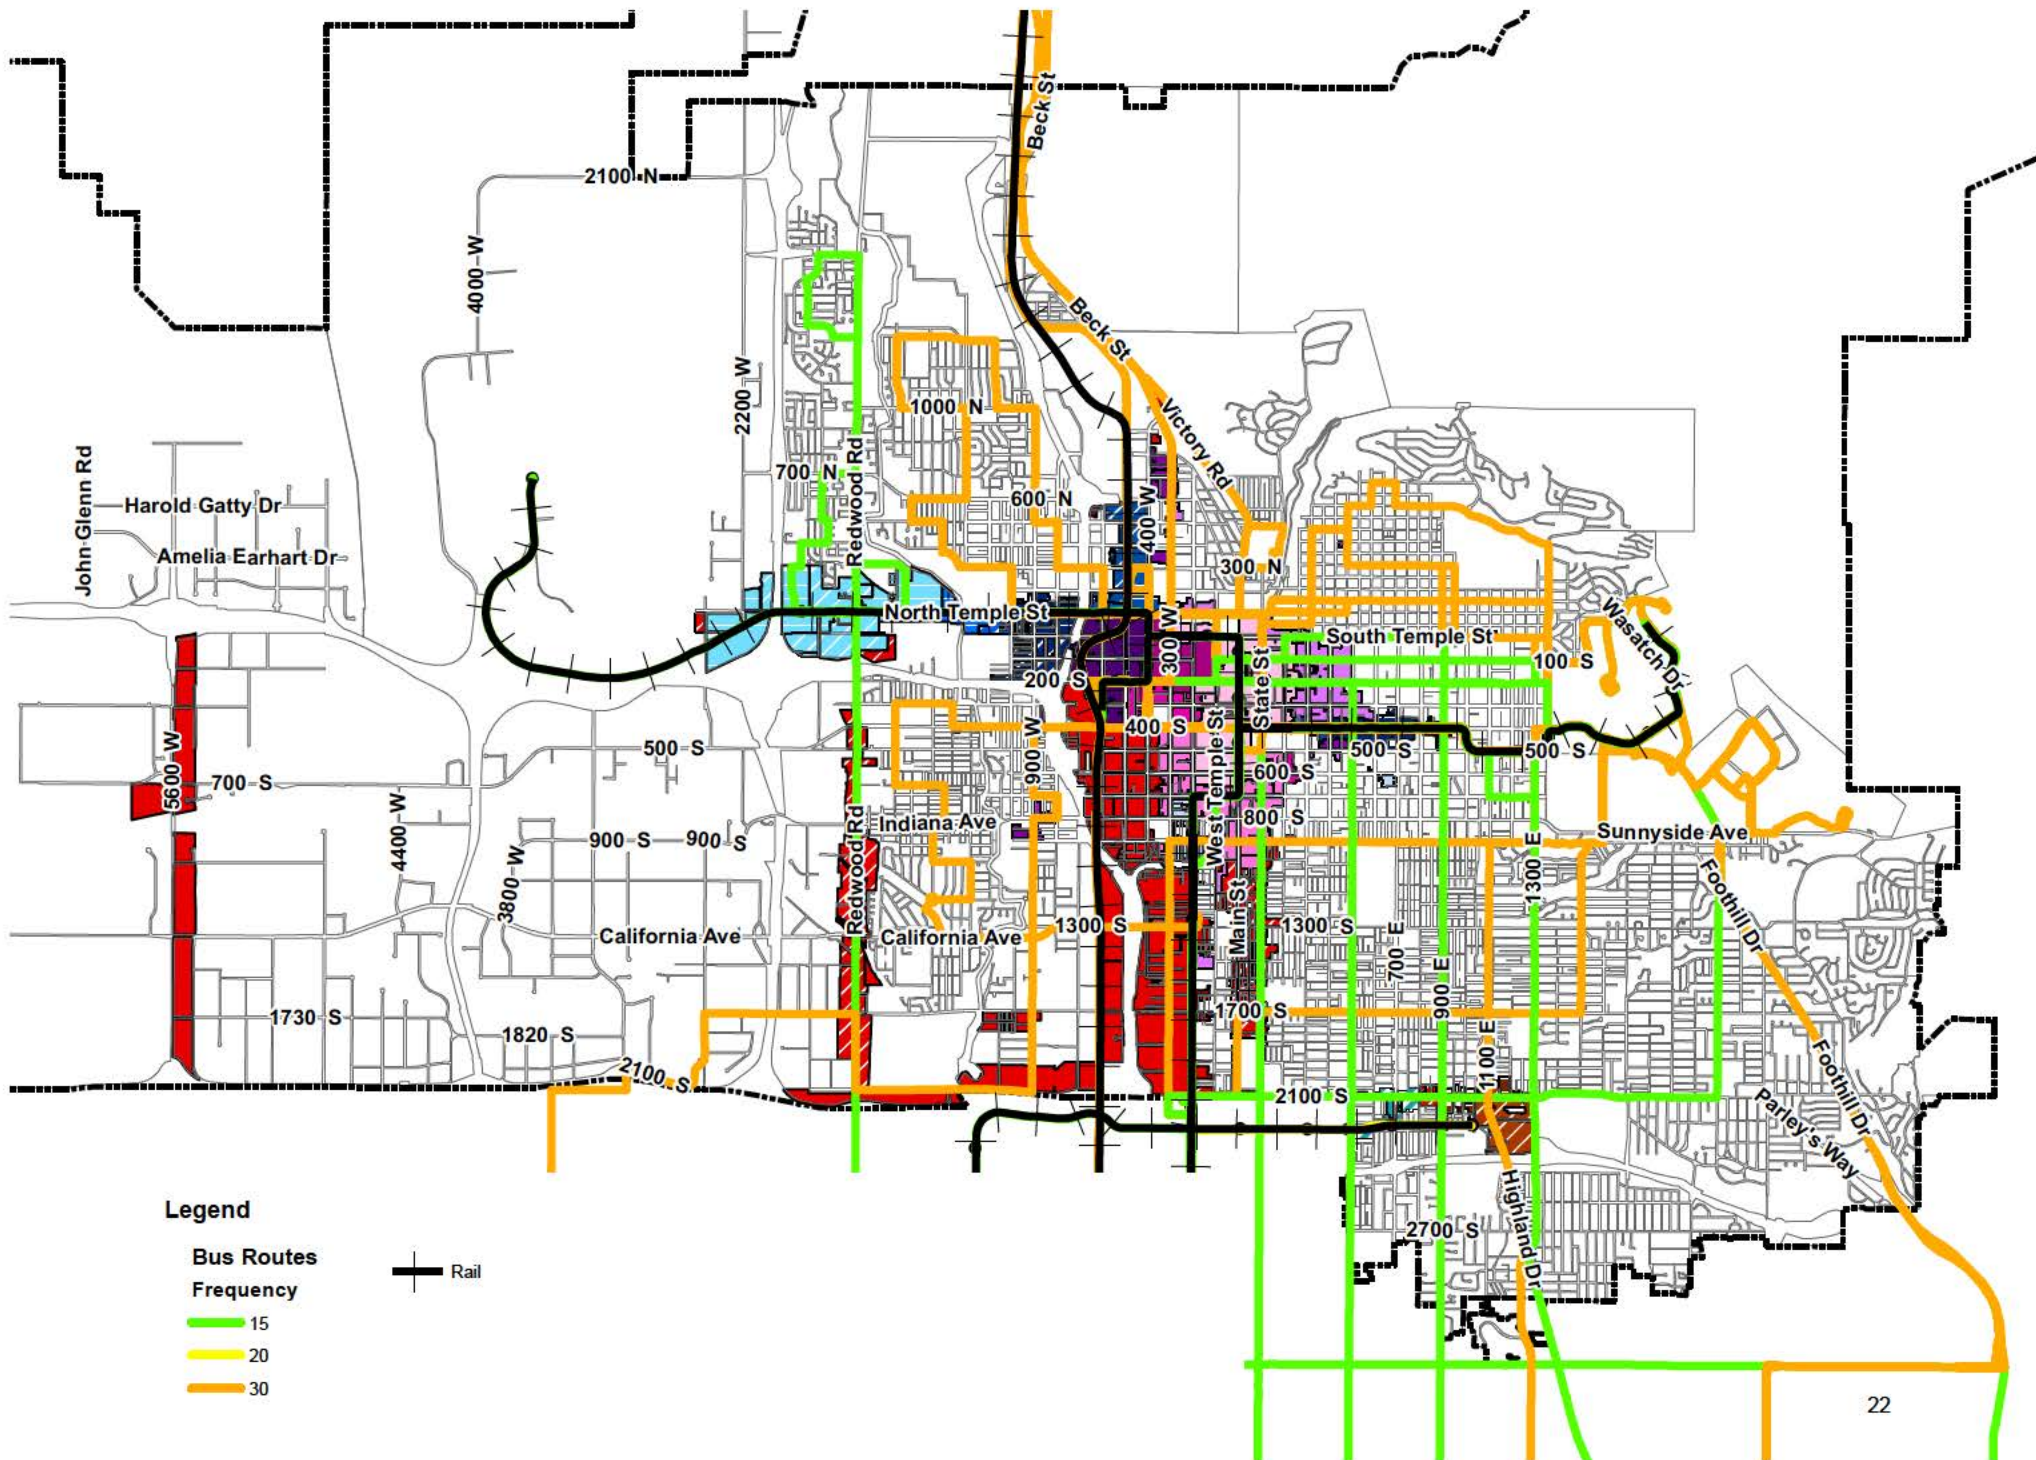 Beck St
2100 N
4000 W
Beck St
2200 W
1000 N
Victory Rd
John Glenn Rd
Harold Gatty Dr
700 N
Redwood Rd
600 N
400 W
Amelia Earhart Dr
300 N
North Temple St
Wasatch Dr
South Temple St
300 W
State St
100 S
200 S
5600 W
400 S
900 W
West Temple St
500 S
500 S
500 S
700 S
600 S
4400 W
Redwood Rd
Indiana Ave
800 S
Sunnyside Ave
900 S
900 S
3800 W
1300 E
Foothill Dr
Main St
California Ave
California Ave
1300 S
1300 S
700 E
900 E
1730 S
1820 S
1700 S
1100 E
2100 S
2100 S
Foothill Dr
Parley's Way
Highland Dr
2700 S
Legend
Bus Routes
Frequency
Rail
15
20
30
22